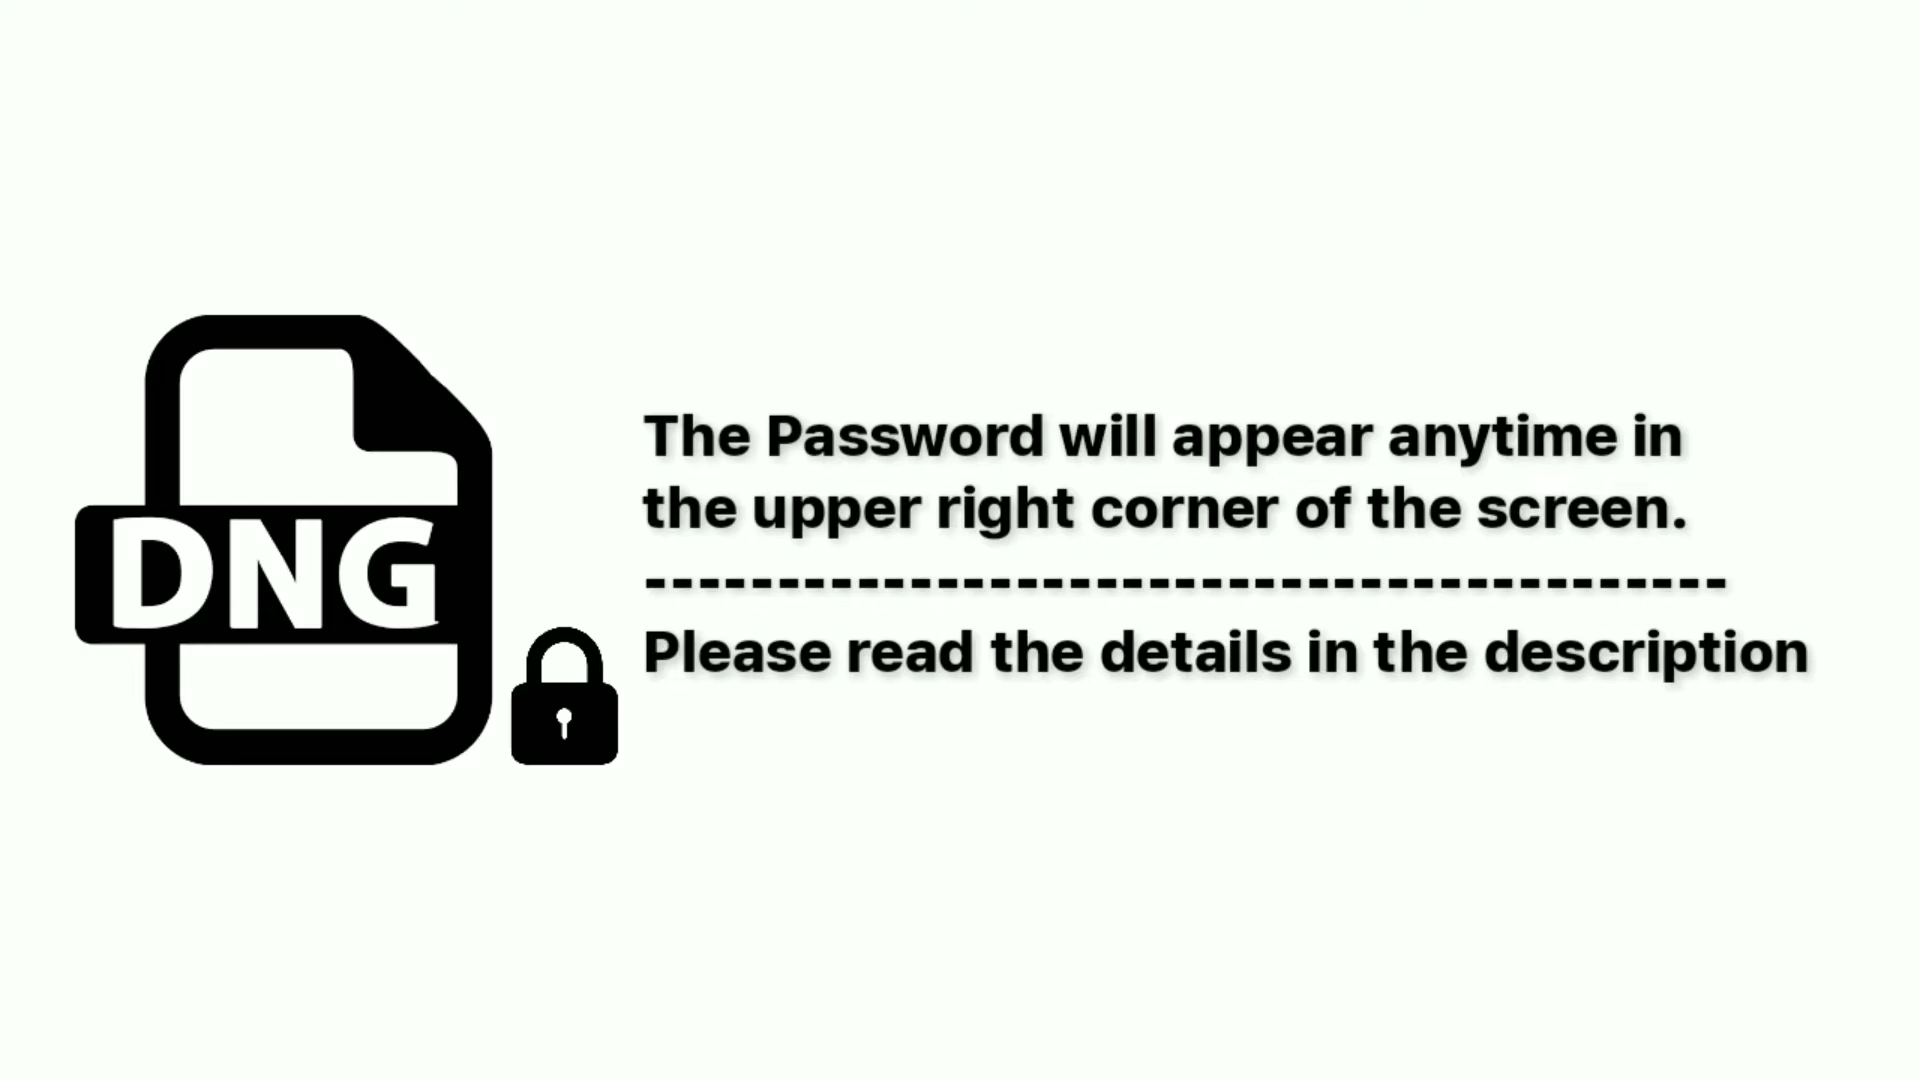 DNG
The Password will appear anytime in
the upper right corner of the screen.
------------------------------------------
Please read the details in the description